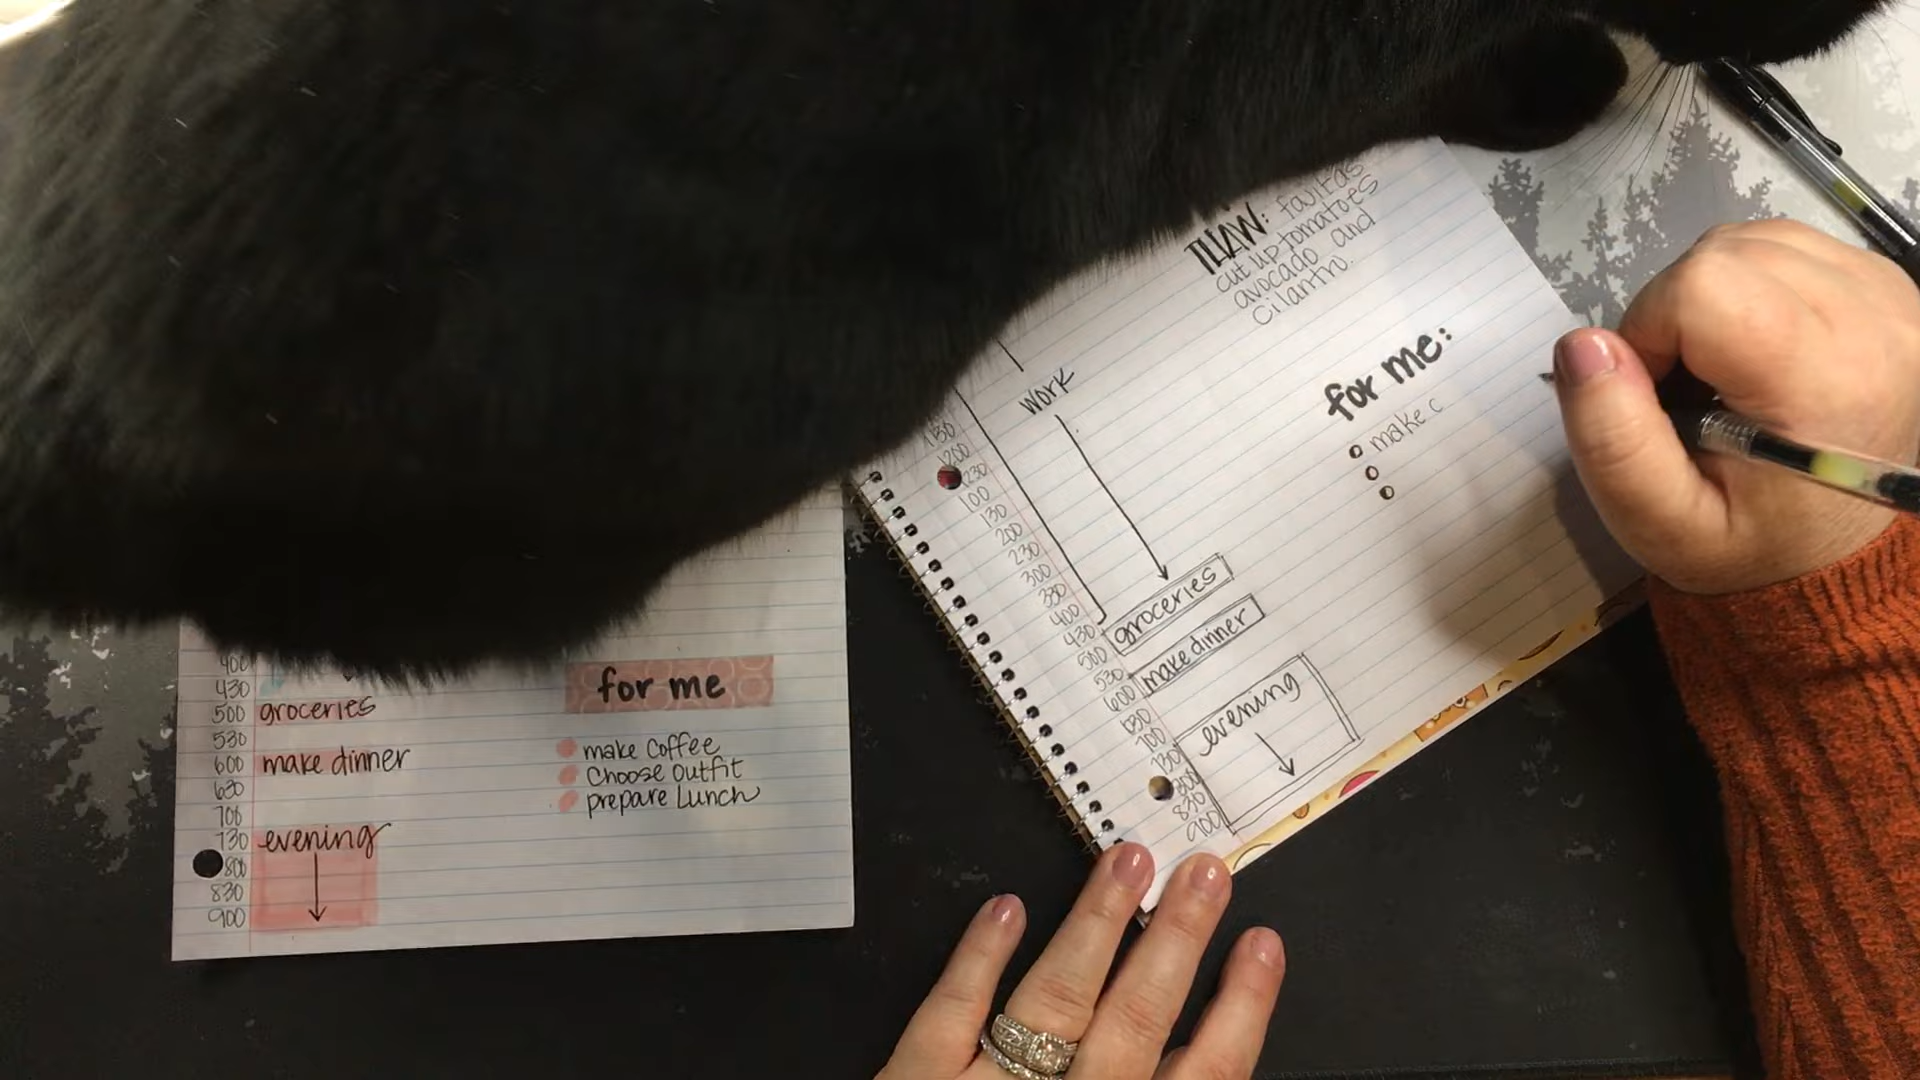 400
430
500 groceries
530
600 make dinner
630
700
730 evening
800
830
900
for me
make Coffee
Choose Outfit
prepare Lunch
cut up tomatoes
avocado and
cilantro.
work
for me:
make c
1130
1200
1230
100
130
200
230
300
330
400
430 groceries
500
530
600 make dinner
630
700
730 evening
800
830
900